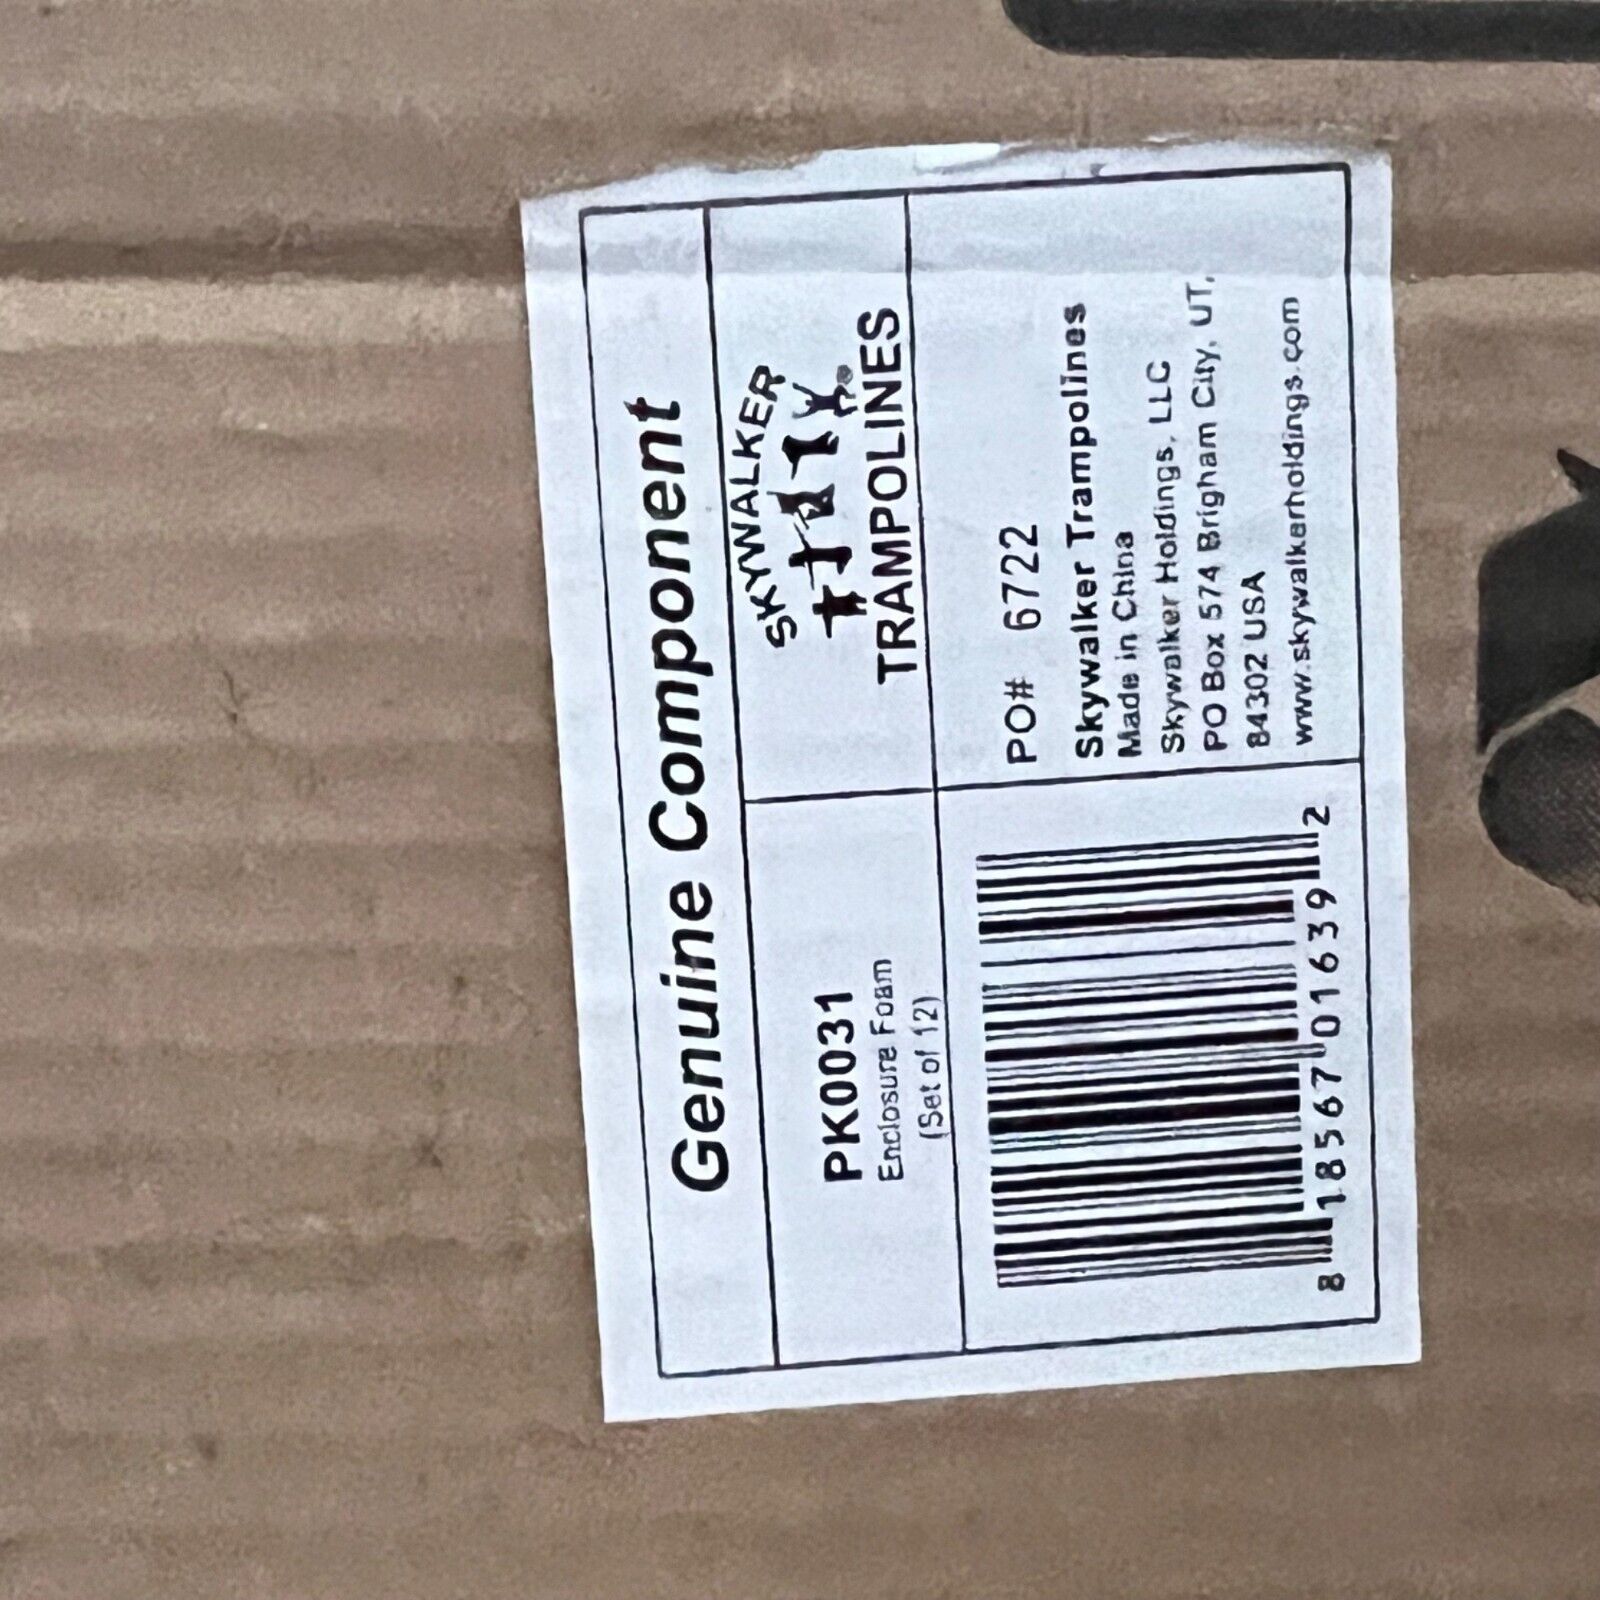 Genuine Component
PK0031
Enclosure Foam
(Set of 12)
SKYWALKER
TRAMPOLINES
8 18567 01639 2
PO# 6722
Skywalker Trampolines
Made in China
Skywalker Holdings, LLC
PO Box 574 Brigham City, UT,
84302 USA
www.skywalkerholdings.com